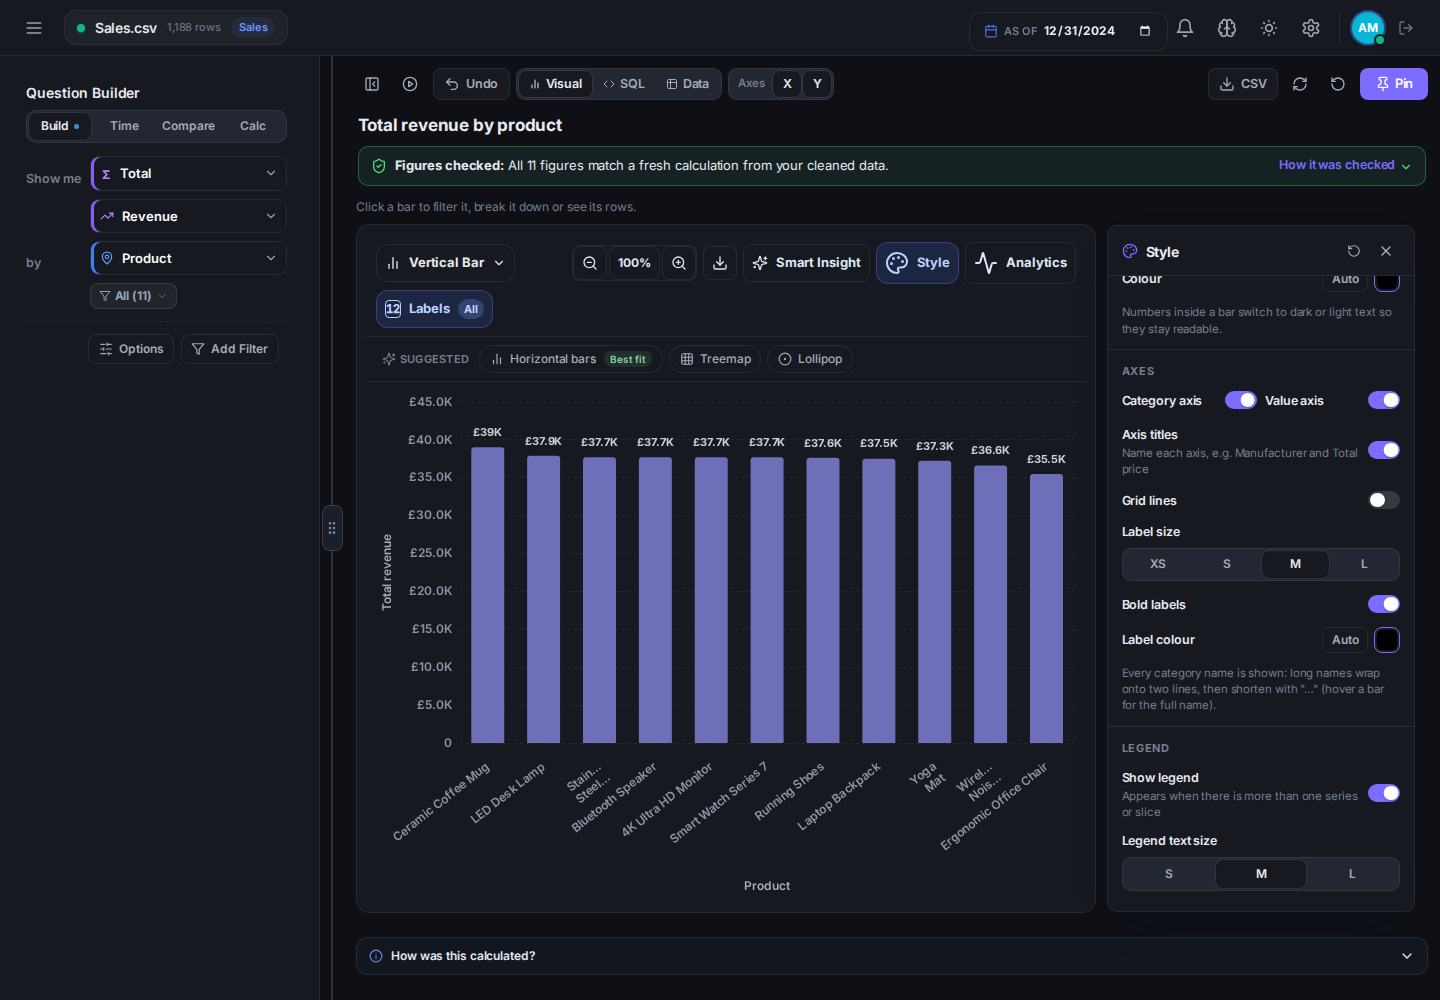 Sales.csv 1,188 rows Sales
AS OF 12/31/2024
AM
Question Builder
Build Time Compare Calc
Show me Σ Total
Revenue
by Product
All (11)
Options Add Filter
Undo Visual SQL Data Axes X Y
CSV Pin
Total revenue by product
Figures checked: All 11 figures match a fresh calculation from your cleaned data.
How it was checked
Click a bar to filter it, break it down or see its rows.
Vertical Bar 100% Smart Insight Style Analytics
12 Labels All
SUGGESTED Horizontal bars Best fit Treemap Lollipop
£45.0K
£40.0K
£35.0K
£30.0K
£25.0K
£20.0K
£15.0K
£10.0K
£5.0K
0
Total revenue
£39K £37.9K £37.7K £37.7K £37.7K £37.7K £37.6K £37.5K £37.3K £36.6K £35.5K
Ceramic Coffee Mug
LED Desk Lamp
Stain...
Steel...
Bluetooth Speaker
4K Ultra HD Monitor
Smart Watch Series 7
Running Shoes
Laptop Backpack
Yoga
Mat
Wirel...
Nois...
Ergonomic Office Chair
Product
Style
Colour Auto
Numbers inside a bar switch to dark or light text so
they stay readable.
AXES
Category axis Value axis
Axis titles
Name each axis, e.g. Manufacturer and Total
price
Grid lines
Label size
XS S M L
Bold labels
Label colour Auto
Every category name is shown: long names wrap
onto two lines, then shorten with "..." (hover a bar
for the full name).
LEGEND
Show legend
Appears when there is more than one series
or slice
Legend text size
S M L
How was this calculated?